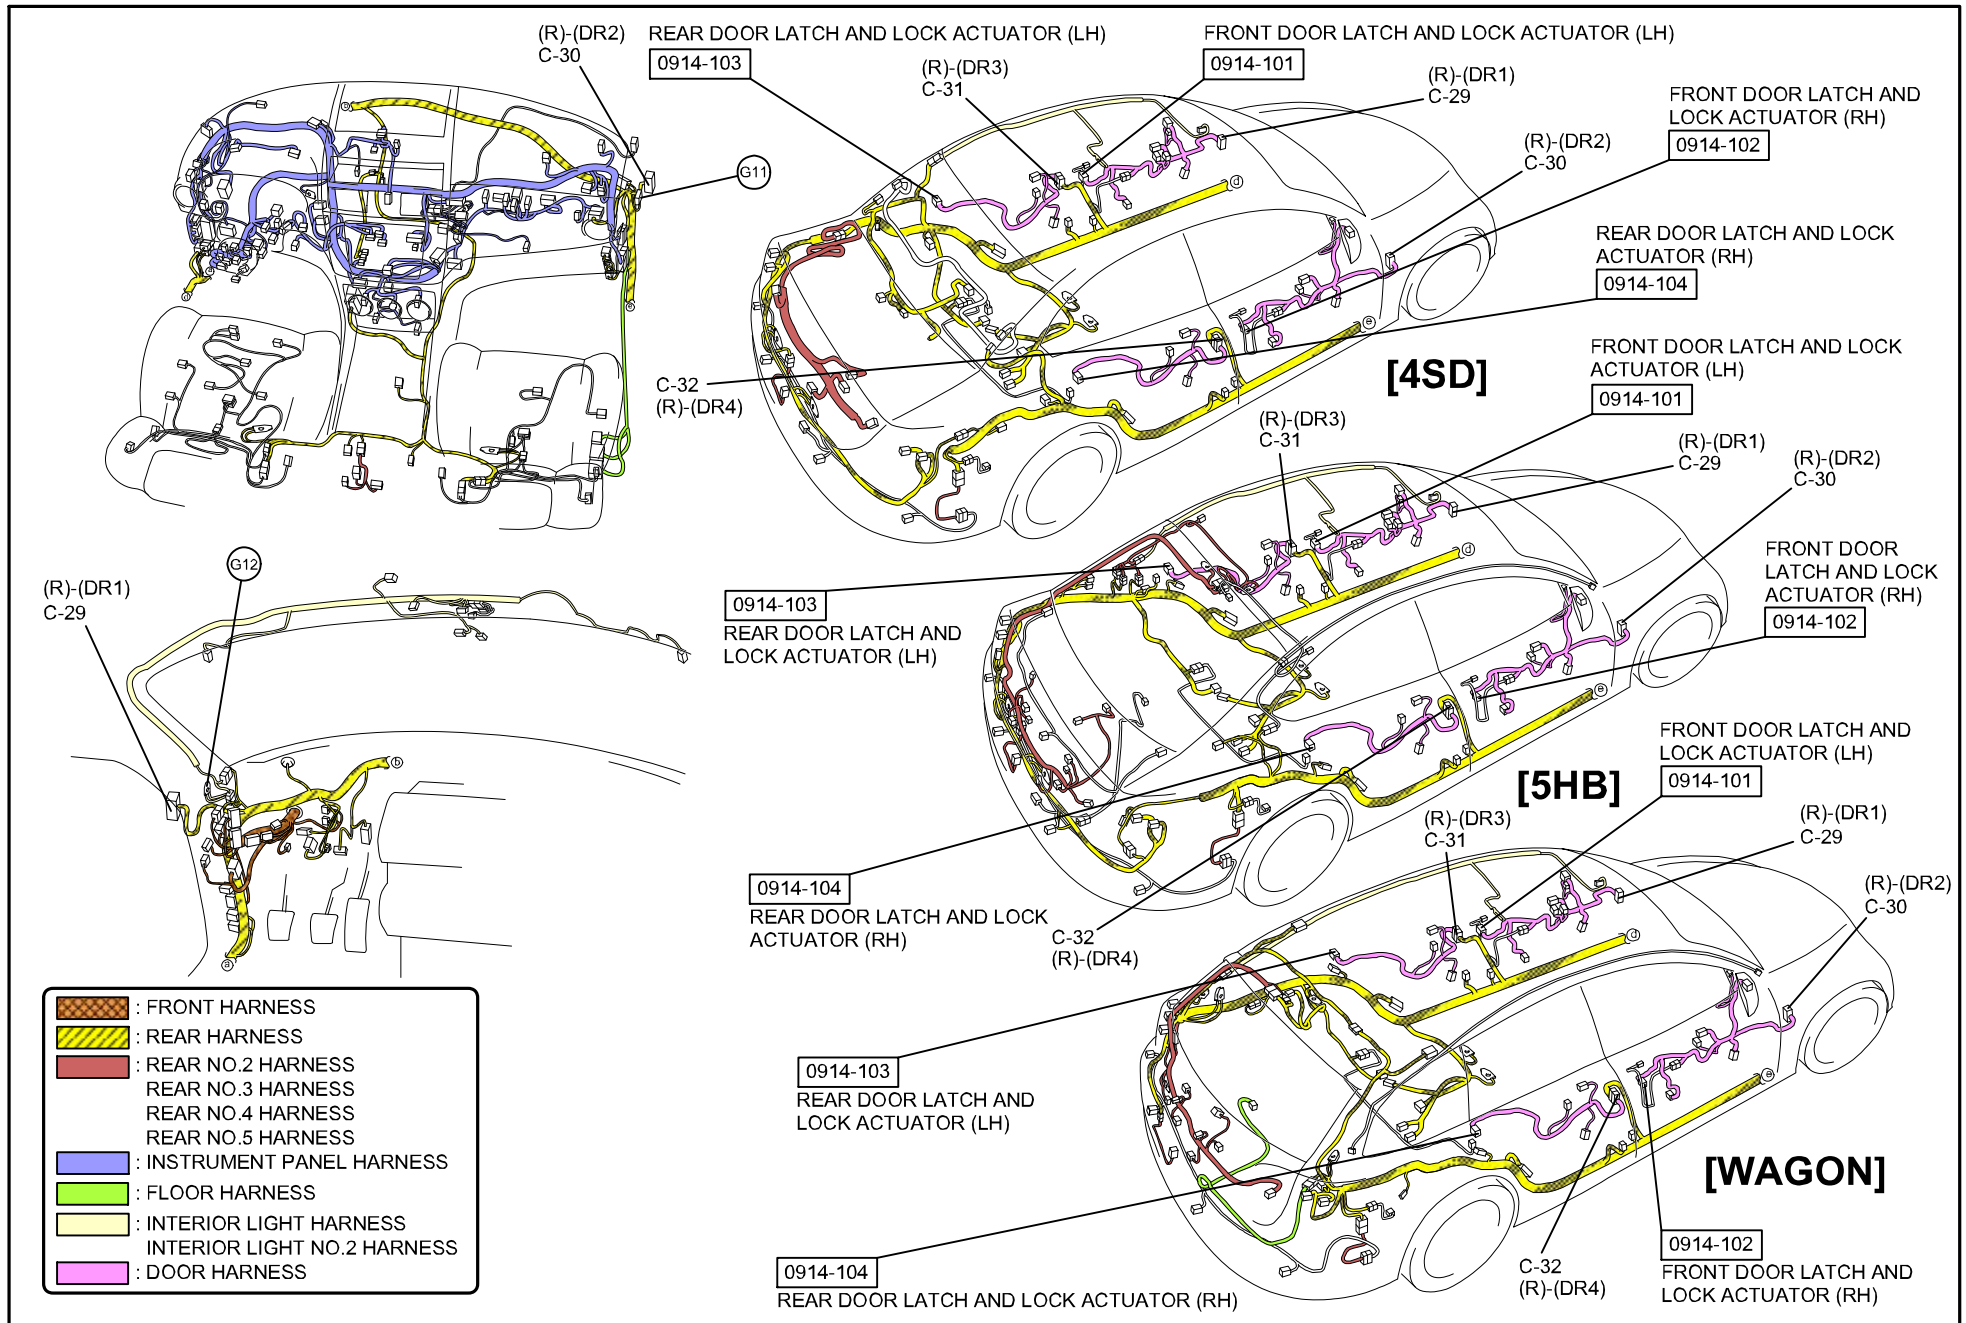 (R)-(DR2)
C-30
REAR DOOR LATCH AND LOCK ACTUATOR (LH)
0914-103
(R)-(DR3)
C-31
FRONT DOOR LATCH AND LOCK ACTUATOR (LH)
0914-101
(R)-(DR1)
C-29
FRONT DOOR LATCH AND
LOCK ACTUATOR (RH)
0914-102
(R)-(DR2)
C-30
G11
REAR DOOR LATCH AND LOCK
ACTUATOR (RH)
0914-104
C-32
(R)-(DR4)
[4SD]
b
d
e
c
a
b
FRONT DOOR LATCH AND LOCK
ACTUATOR (LH)
0914-101
(R)-(DR3)
C-31
(R)-(DR1)
C-29
(R)-(DR2)
C-30
FRONT DOOR
LATCH AND LOCK
ACTUATOR (RH)
0914-102
0914-103
REAR DOOR LATCH AND
LOCK ACTUATOR (LH)
d
e
[5HB]
0914-104
REAR DOOR LATCH AND LOCK
ACTUATOR (RH)
C-32
(R)-(DR4)
G12
(R)-(DR1)
C-29
a
FRONT DOOR LATCH AND
LOCK ACTUATOR (LH)
0914-101
(R)-(DR3)
C-31
(R)-(DR1)
C-29
(R)-(DR2)
C-30
d
e
0914-103
REAR DOOR LATCH AND
LOCK ACTUATOR (LH)
[WAGON]
0914-104
REAR DOOR LATCH AND LOCK ACTUATOR (RH)
C-32
(R)-(DR4)
0914-102
FRONT DOOR LATCH AND
LOCK ACTUATOR (RH)
: FRONT HARNESS
: REAR HARNESS
: REAR NO.2 HARNESS
REAR NO.3 HARNESS
REAR NO.4 HARNESS
REAR NO.5 HARNESS
: INSTRUMENT PANEL HARNESS
: FLOOR HARNESS
: INTERIOR LIGHT HARNESS
INTERIOR LIGHT NO.2 HARNESS
: DOOR HARNESS